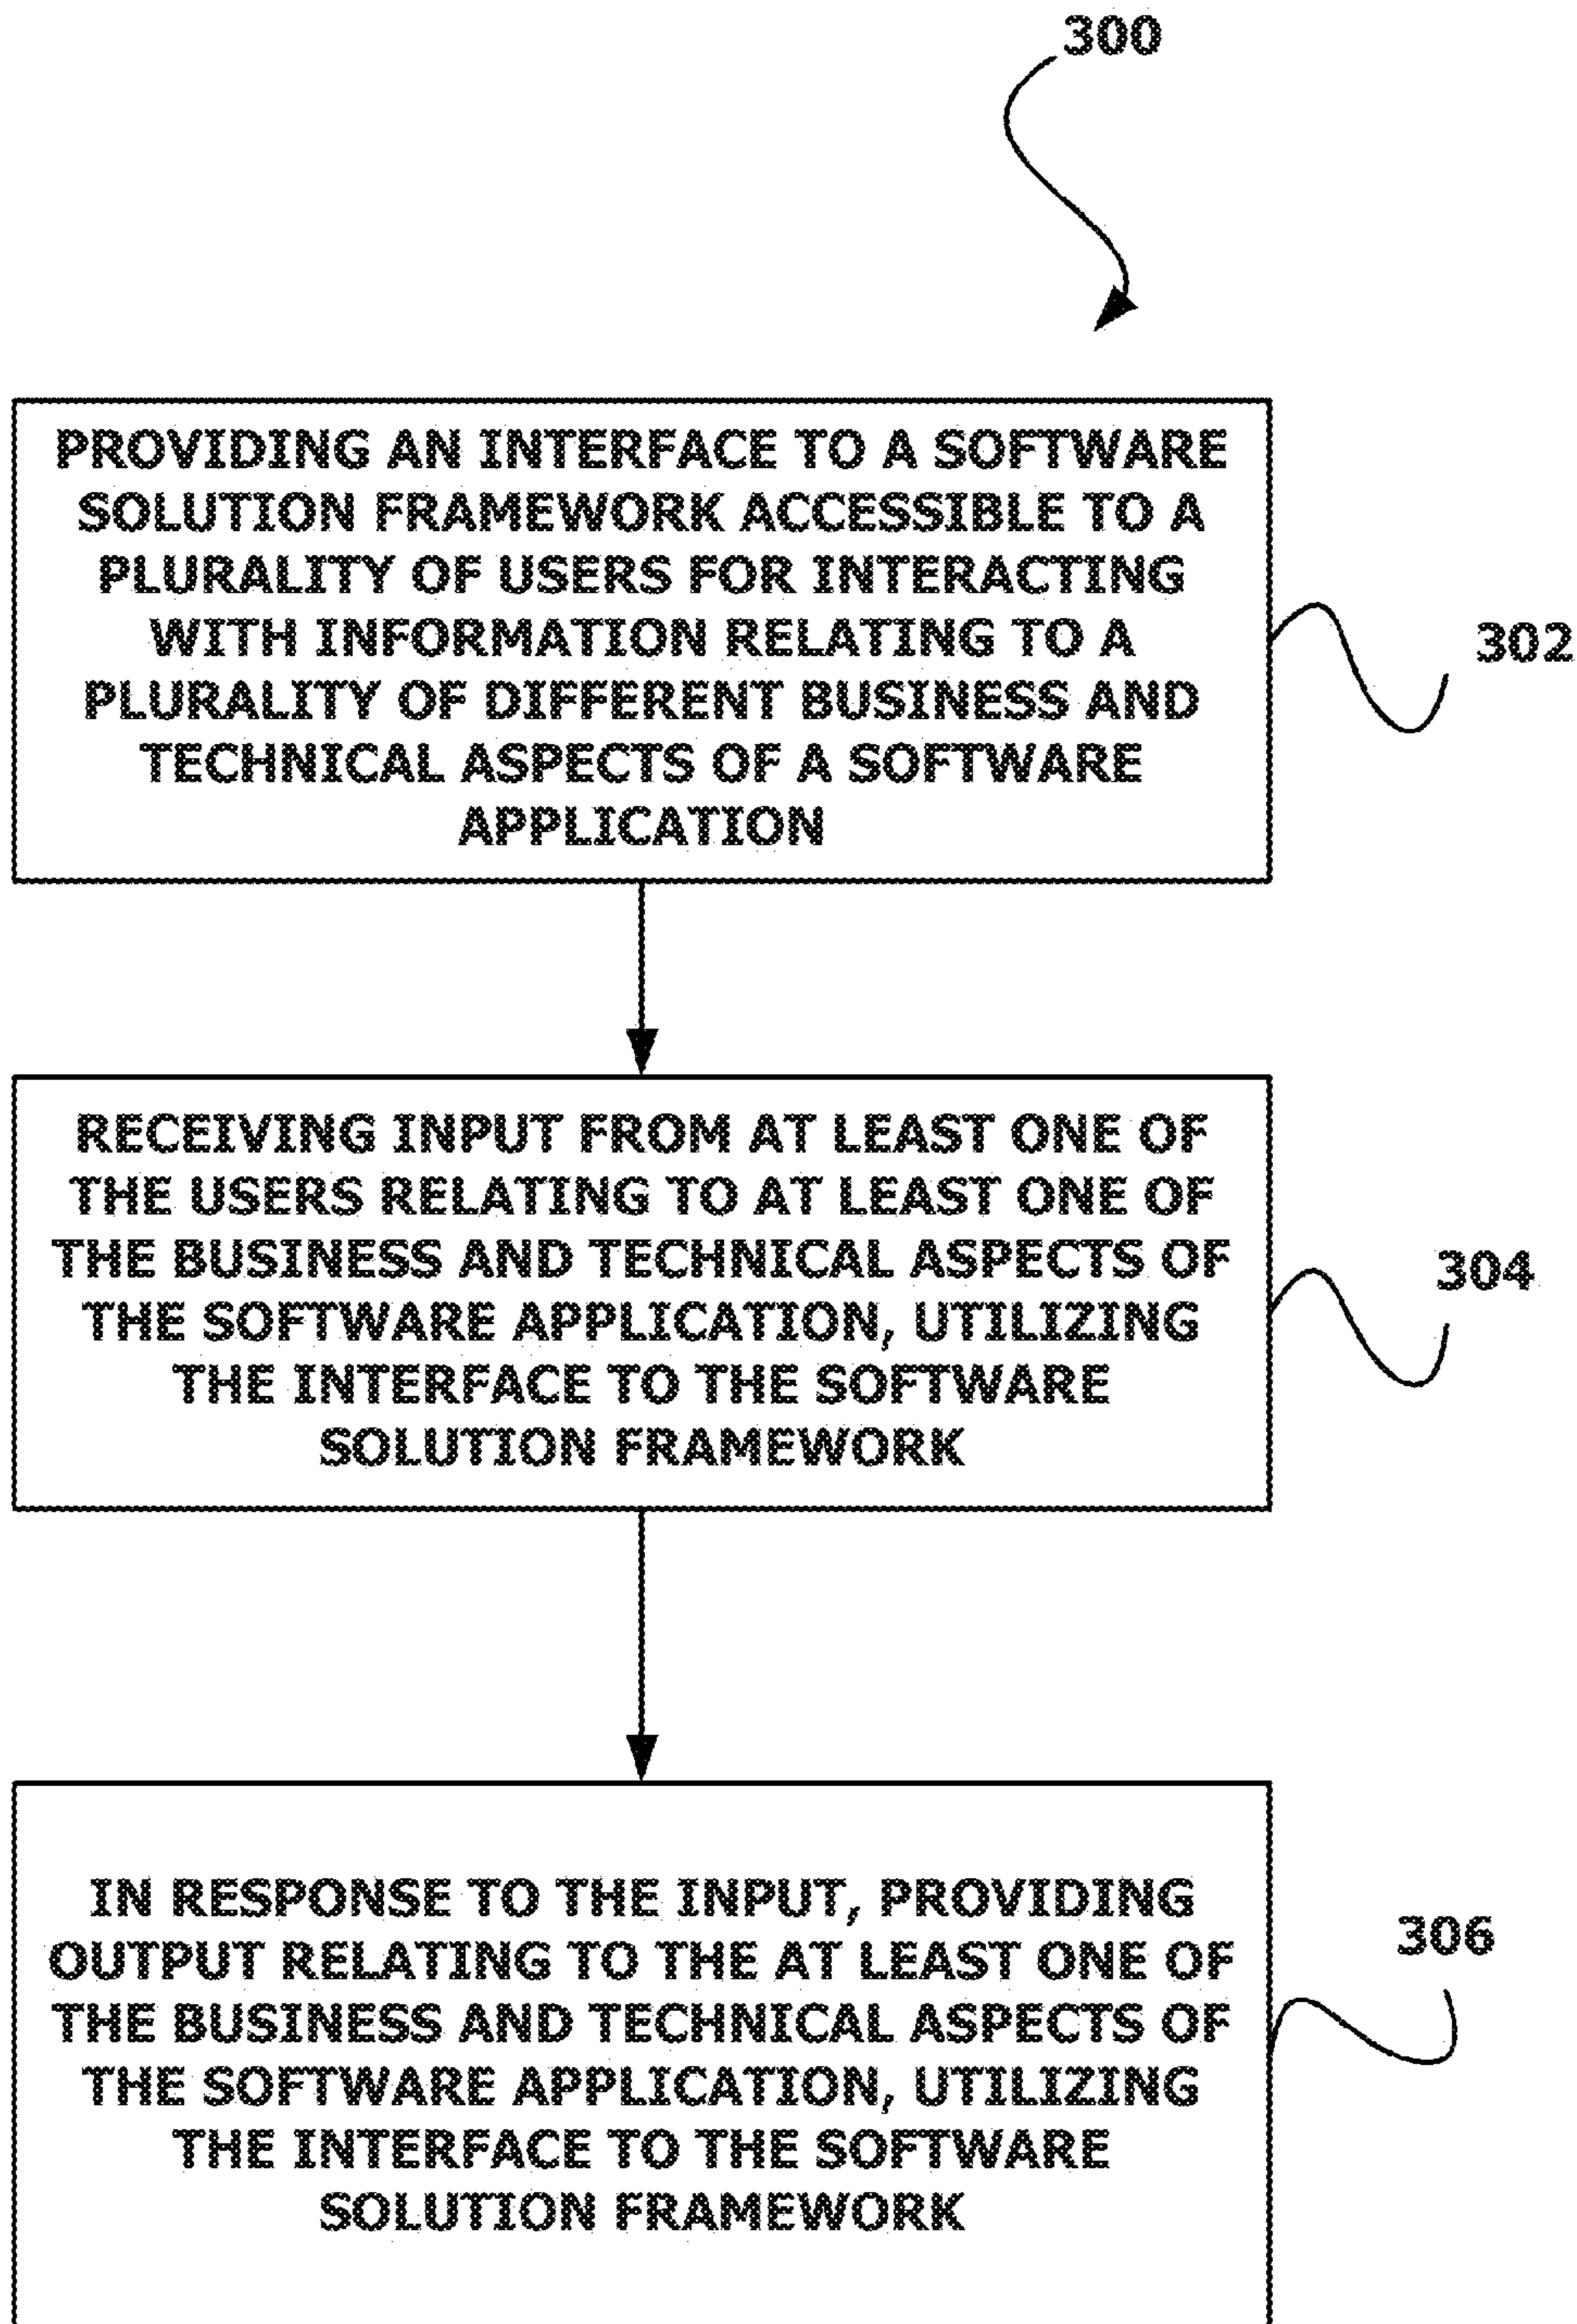 300
PROVIDING AN INTERFACE TO A SOFTWARE
SOLUTION FRAMEWORK ACCESSIBLE TO A
PLURALITY OF USERS FOR INTERACTING
WITH INFORMATION RELATING TO A
PLURALITY OF DIFFERENT BUSINESS AND
TECHNICAL ASPECTS OF A SOFTWARE
APPLICATION
302
RECEIVING INPUT FROM AT LEAST ONE OF
THE USERS RELATING TO AT LEAST ONE OF
THE BUSINESS AND TECHNICAL ASPECTS OF
THE SOFTWARE APPLICATION, UTILIZING
THE INTERFACE TO THE SOFTWARE
SOLUTION FRAMEWORK
304
IN RESPONSE TO THE INPUT, PROVIDING
OUTPUT RELATING TO THE AT LEAST ONE OF
THE BUSINESS AND TECHNICAL ASPECTS OF
THE SOFTWARE APPLICATION, UTILIZING
THE INTERFACE TO THE SOFTWARE
SOLUTION FRAMEWORK
306